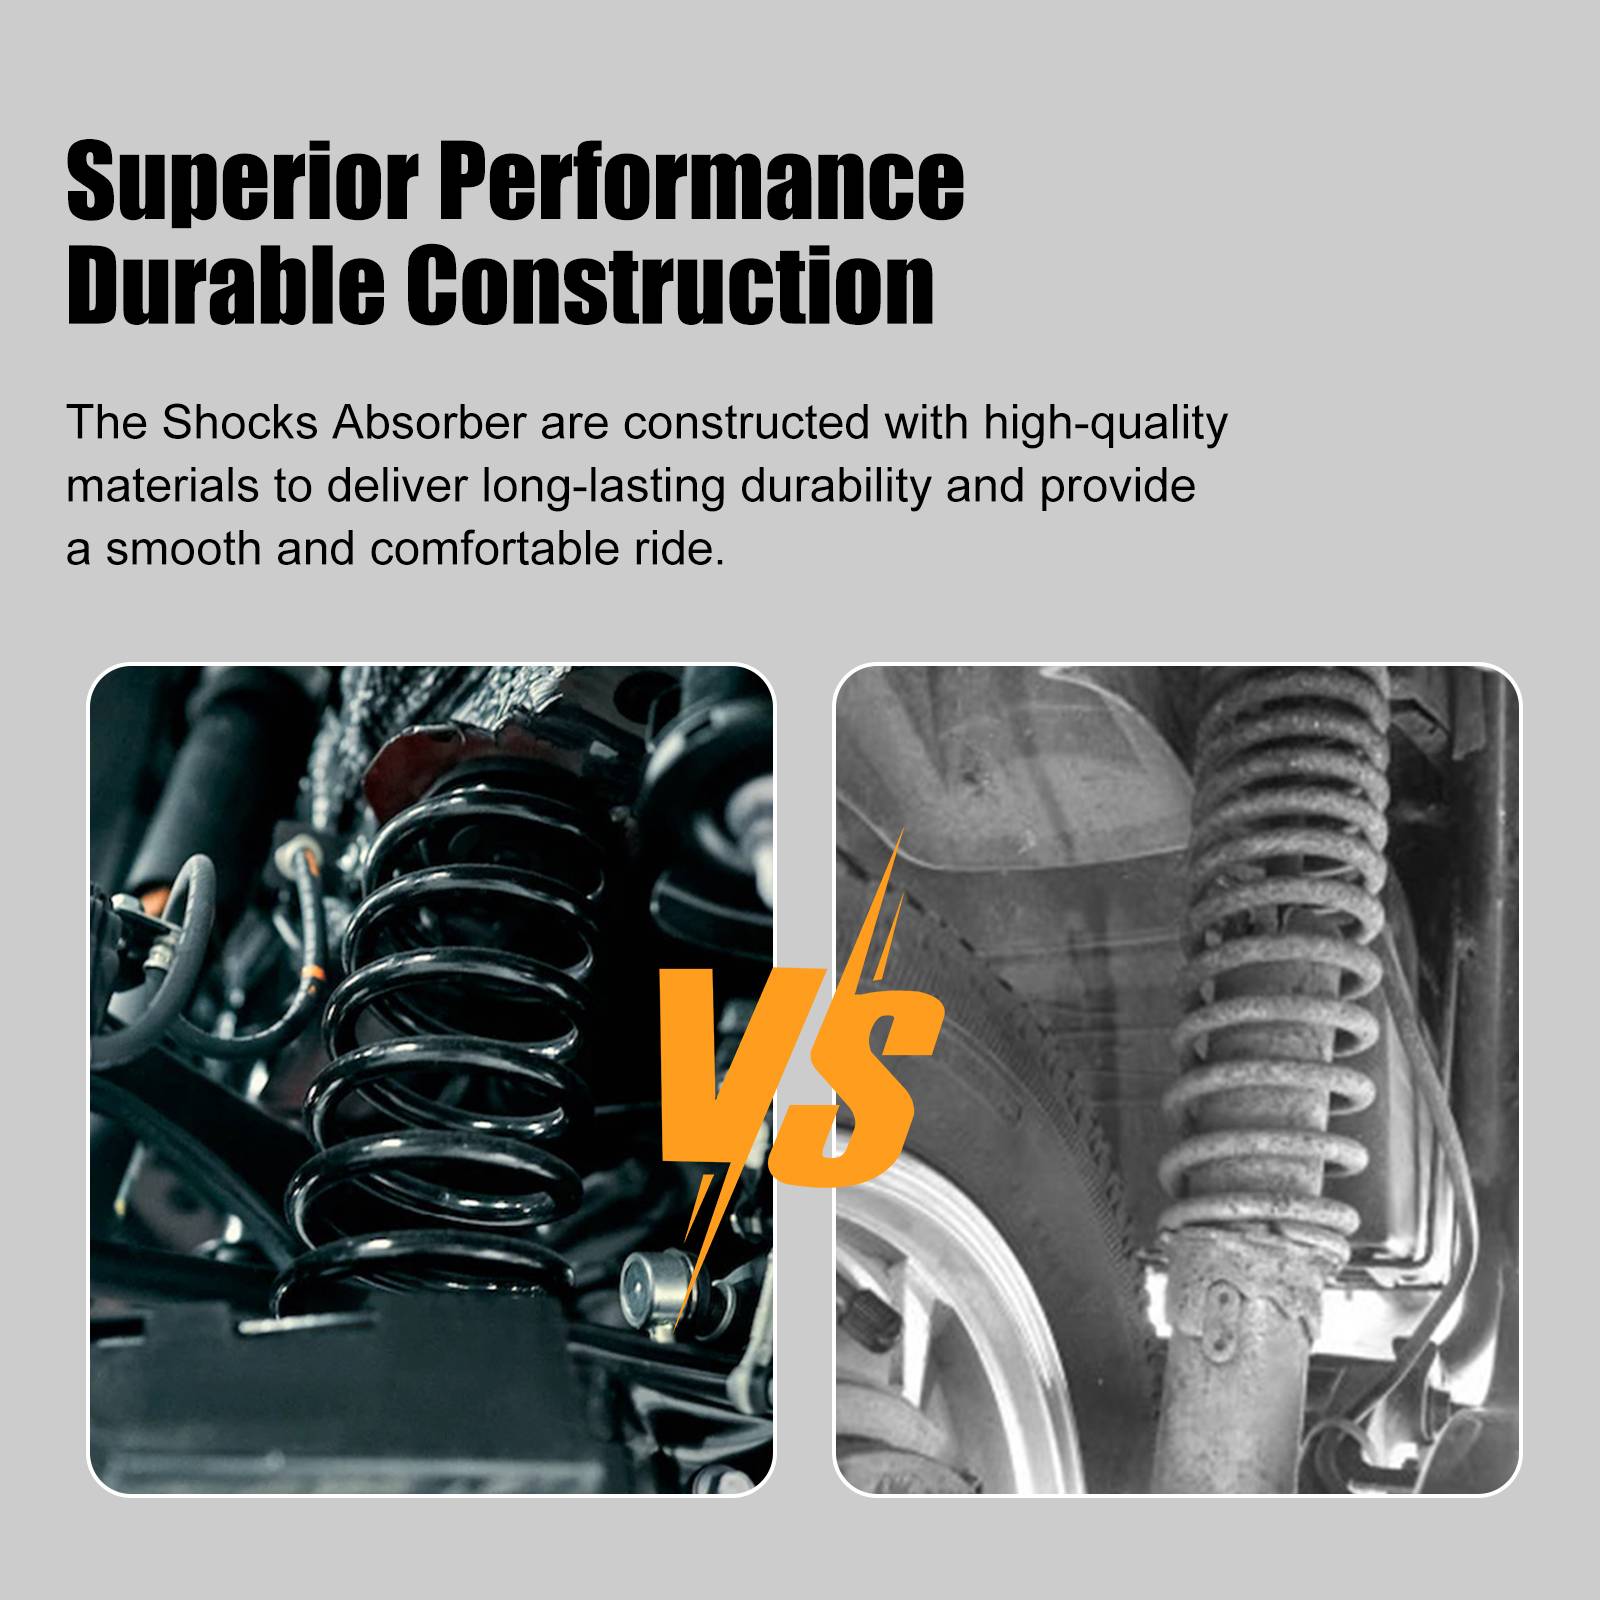 Superior Performance
Durable Construction
The Shocks Absorber are constructed with high-quality
materials to deliver long-lasting durability and provide
a smooth and comfortable ride.
VS